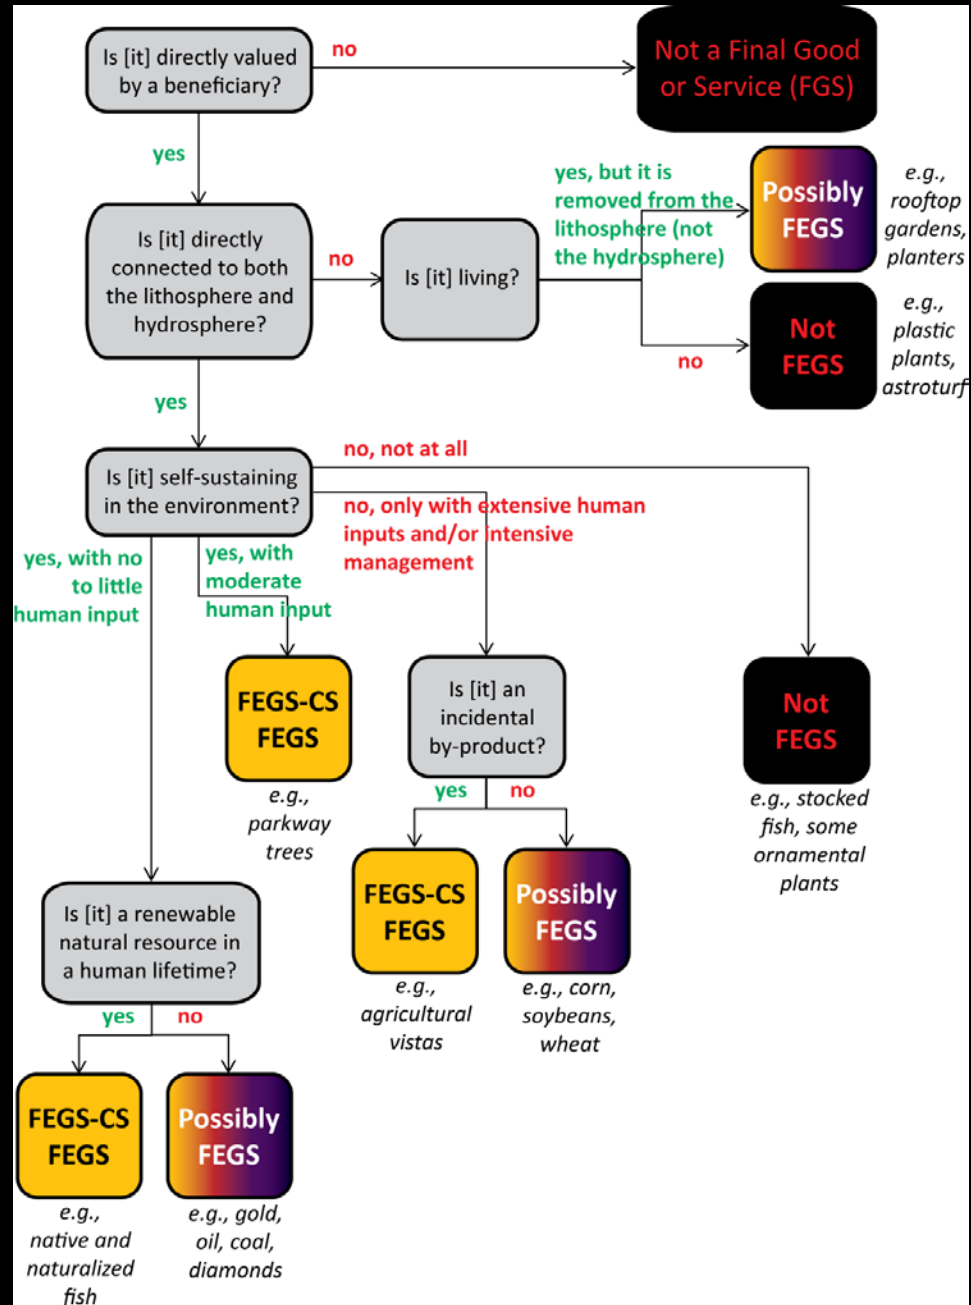 Is [it] directly valued
by a beneficiary?
no
Not a Final Good
or Service (FGS)
yes
Is [it] directly
connected to both
the lithosphere and
hydrosphere?
no
Is [it] living?
yes, but it is
removed from the
lithosphere (not
the hydrosphere)
Possibly
FEGS
e.g.,
rooftop
gardens,
planters
no
Not
FEGS
e.g.,
plastic
plants,
astroturf
yes
Is [it] self-sustaining
in the environment?
no, not at all
no, only with extensive human
inputs and/or intensive
management
yes, with no
to little
human input
yes, with
moderate
human input
FEGS-CS
FEGS
e.g.,
parkway
trees
Is [it] an
incidental
by-product?
Not
FEGS
e.g., stocked
fish, some
ornamental
plants
yes
no
FEGS-CS
FEGS
e.g.,
agricultural
vistas
Possibly
FEGS
e.g., corn,
soybeans,
wheat
Is [it] a renewable
natural resource in
a human lifetime?
yes
no
FEGS-CS
FEGS
e.g.,
native and
naturalized
fish
Possibly
FEGS
e.g., gold,
oil, coal,
diamonds